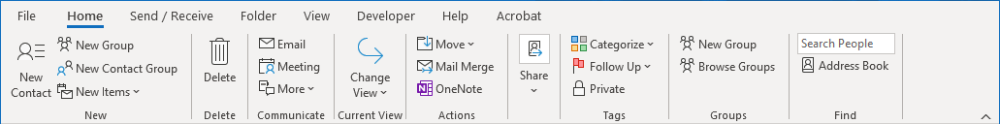 File Home Send / Receive Folder View Developer Help Acrobat
New Contact
New Group
New Contact Group
New Items
New
Delete
Delete
Email
Meeting
More
Communicate
Change View
Current View
Move
Mail Merge
OneNote
Actions
Share
Categorize
Follow Up
Private
Tags
New Group
Browse Groups
Groups
Search People
Address Book
Find